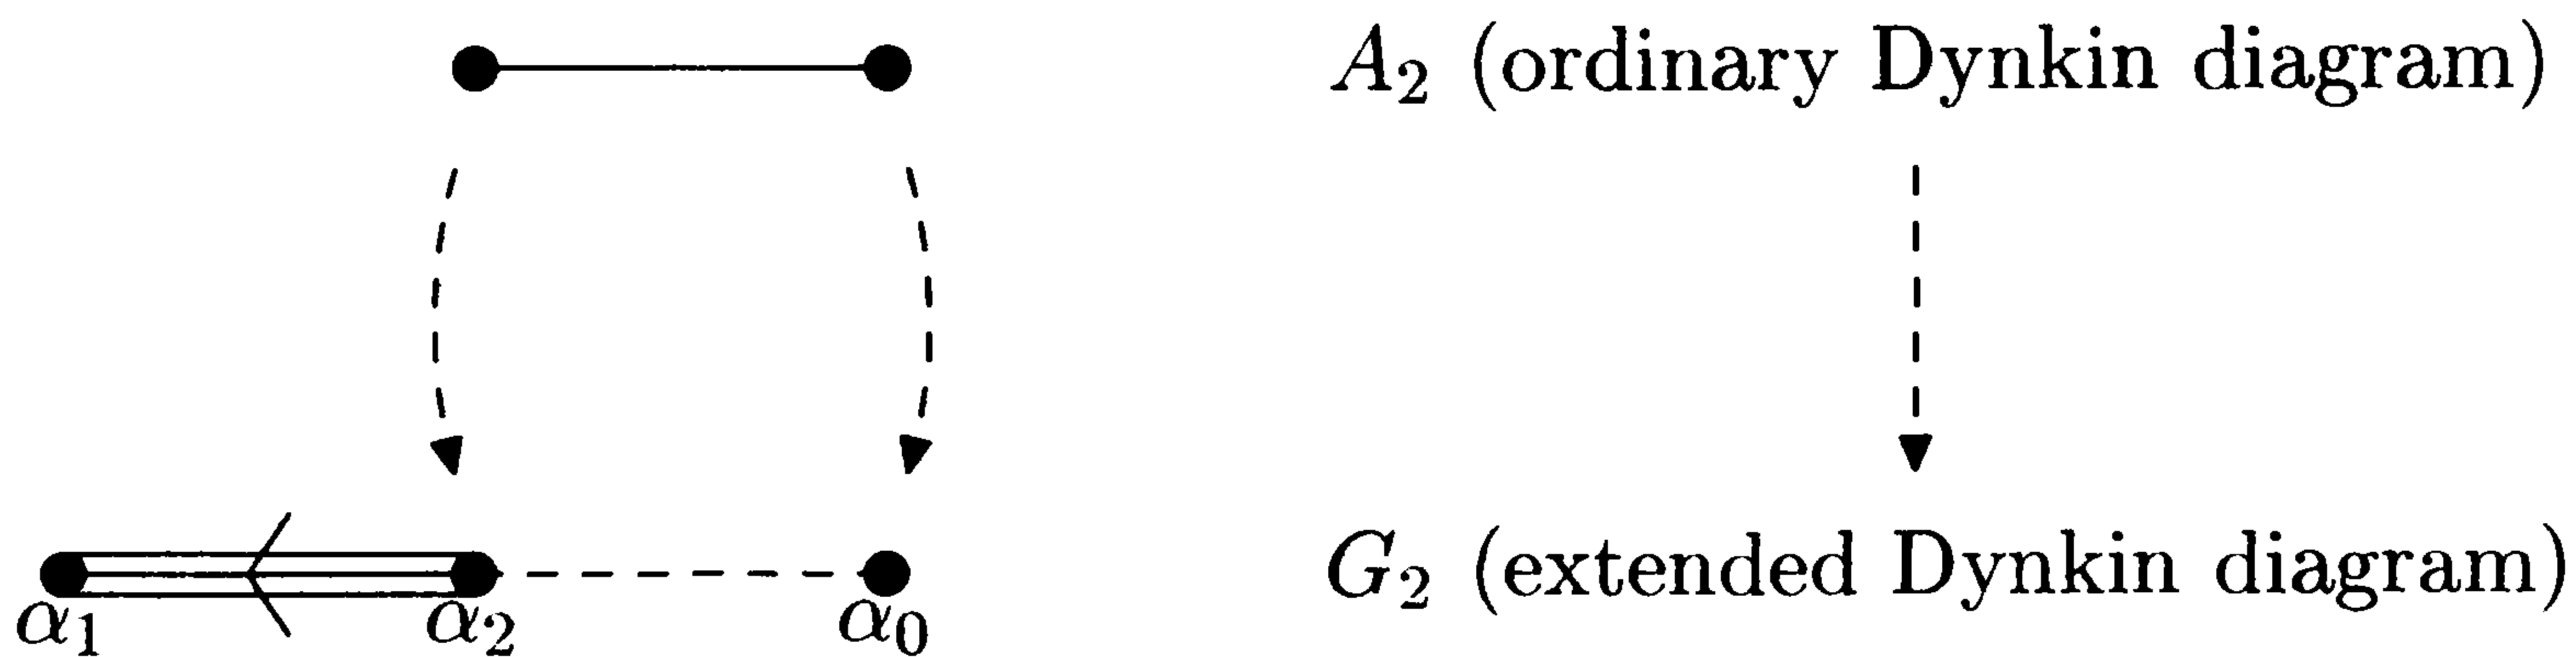 A₂ (ordinary Dynkin diagram)
G₂ (extended Dynkin diagram)
α₁ α₂ α₀